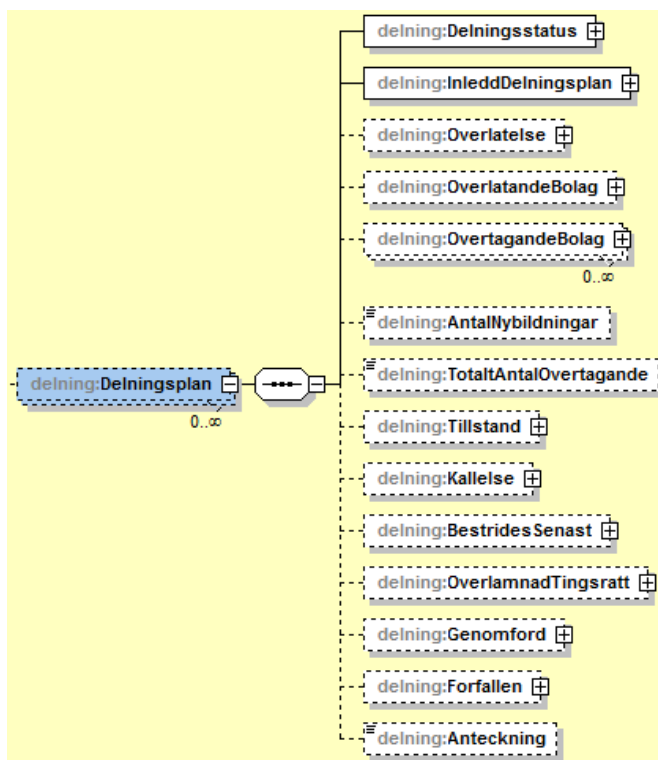 delning:Delningsstatus
delning:InleddDelningsplan
delning:Overlatelse
delning:OverlatandeBolag
delning:OvertagandeBolag
0..∞
delning:AntalNybildningar
delning:TotaltAntalOvertagande
delning:Delningsplan
0..∞
delning:Tillstand
delning:Kallelse
delning:BestridesSenast
delning:OverlamnadTingsratt
delning:Genomford
delning:Forfallen
delning:Anteckning